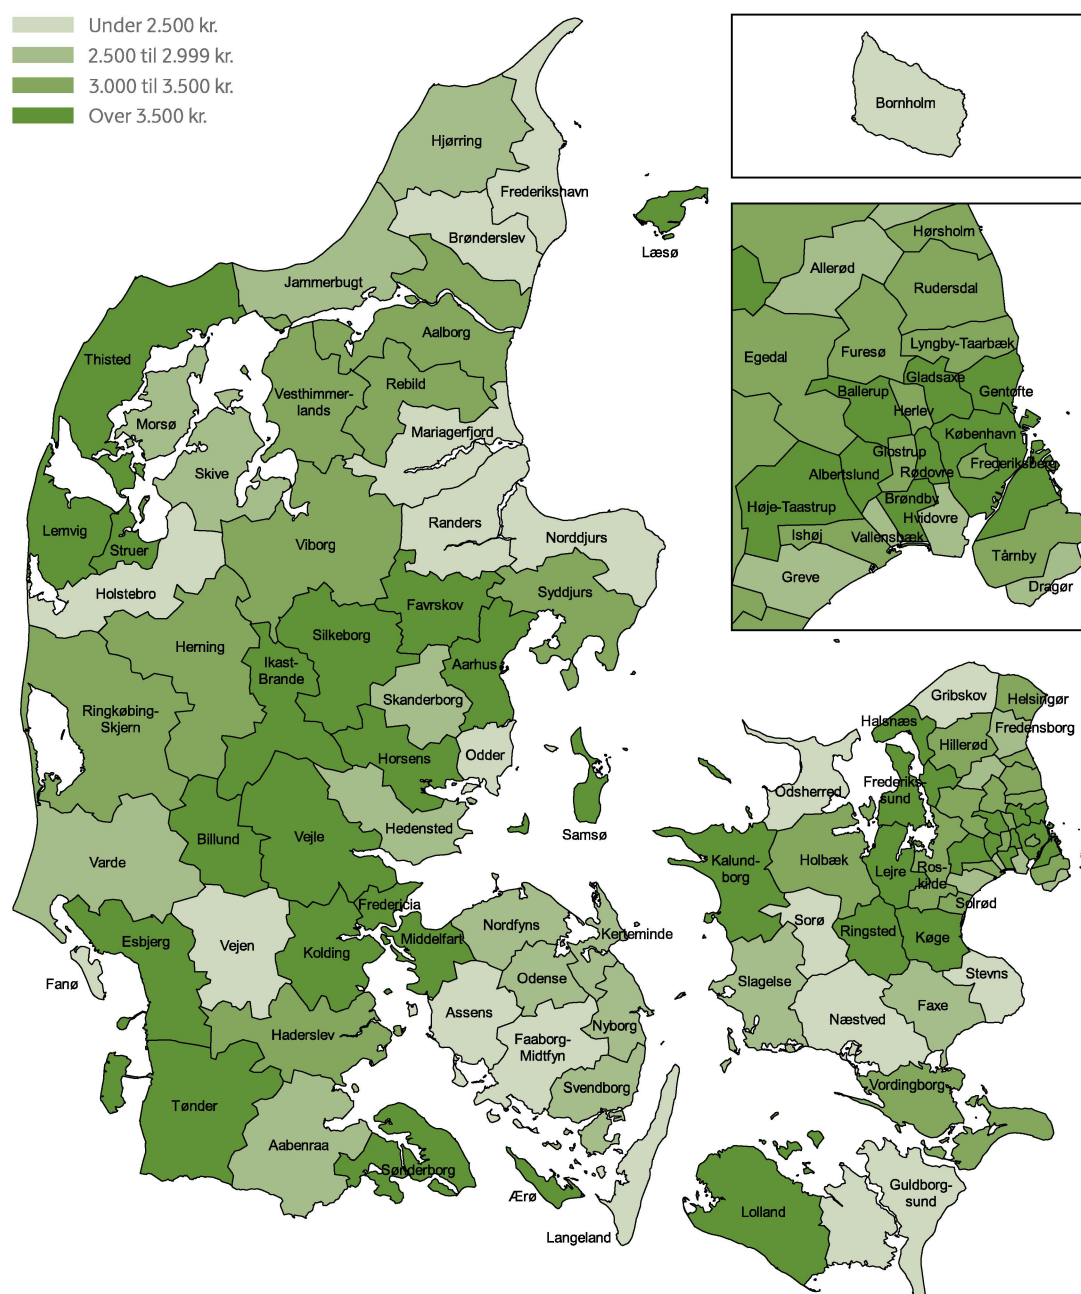 Under 2.500 kr.
2.500 til 2.999 kr.
3.000 til 3.500 kr.
Over 3.500 kr.
Bornholm
Hjørring
Frederikshavn
Brønderslev
Læsø
Jammerbugt
Aalborg
Thisted
Rebild
Vesthimmer-
lands
Morsø
Mariagerfjord
Skive
Randers
Lemvig
Viborg
Norddjurs
Struer
Holstebro
Syddjurs
Favrskov
Silkeborg
Herning
Ikast-
Brande
Aarhus
Skanderborg
Ringkøbing-
Skjern
Horsens
Odder
Samsø
Hedensted
Billund
Vejle
Varde
Fredericia
Esbjerg
Vejen
Kolding
Middelfart
Nordfyns
Kerteminde
Fanø
Odense
Assens
Nyborg
Haderslev
Faaborg-
Midtfyn
Svendborg
Tønder
Aabenraa
Sønderborg
Ærø
Langeland
Hørsholm
Allerød
Rudersdal
Egedal
Furesø
Lyngby-Taarbæk
Gladsaxe
Ballerup
Gentofte
Herlev
København
Glostrup
Frederiksberg
Albertslund
Rødovre
Høje-Taastrup
Brøndby
Hvidovre
Ishøj
Vallensbæk
Tårnby
Greve
Dragør
Gribskov
Helsingør
Halsnæs
Fredensborg
Hillerød
Frederiks-
sund
Odsherred
Kalund-
borg
Holbæk
Lejre
Ros-
kilde
Solrød
Sorø
Ringsted
Køge
Slagelse
Stevns
Næstved
Faxe
Vordingborg
Guldborg-
sund
Lolland